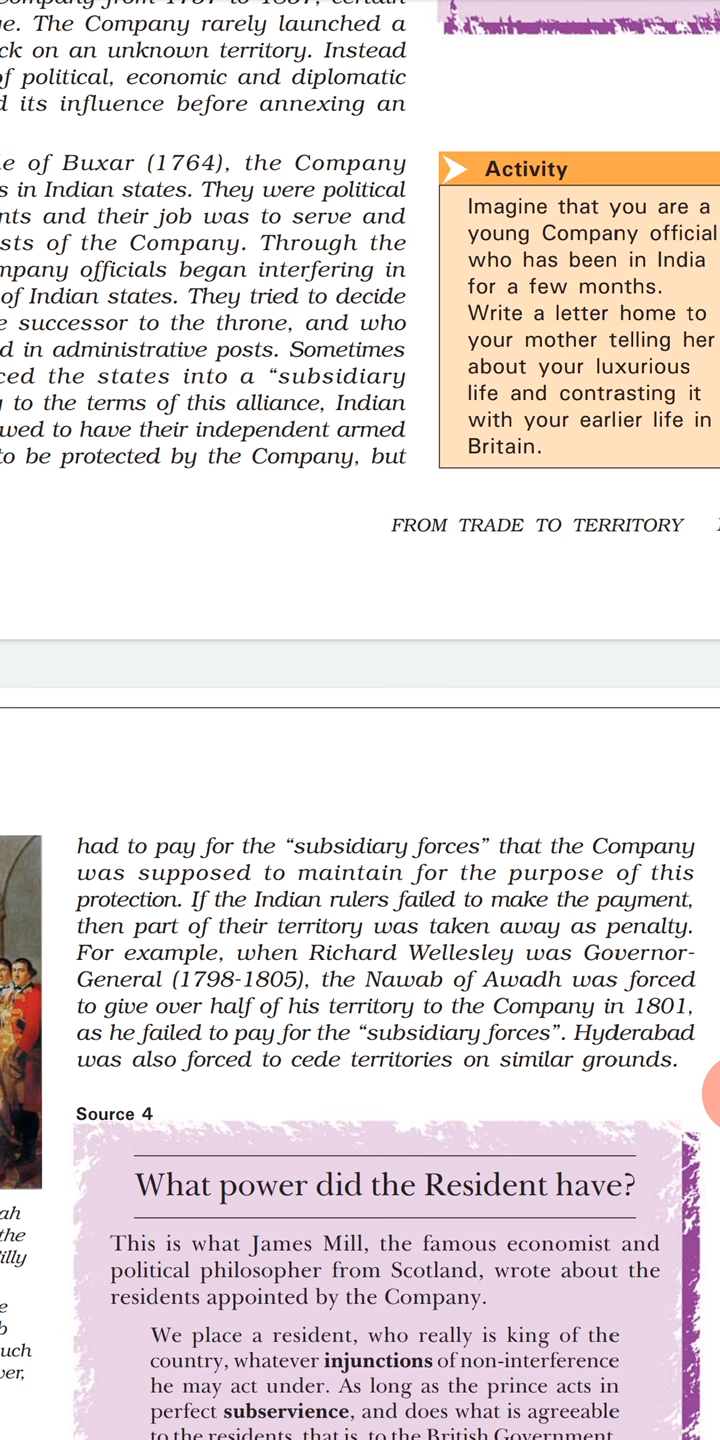 ge. The Company rarely launched a
ck on an unknown territory. Instead
of political, economic and diplomatic
d its influence before annexing an
le of Buxar (1764), the Company
s in Indian states. They were political
nts and their job was to serve and
sts of the Company. Through the
mpany officials began interfering in
of Indian states. They tried to decide
e successor to the throne, and who
d in administrative posts. Sometimes
ced the states into a “subsidiary
g to the terms of this alliance, Indian
wed to have their independent armed
to be protected by the Company, but
Activity
Imagine that you are a
young Company official
who has been in India
for a few months.
Write a letter home to
your mother telling her
about your luxurious
life and contrasting it
with your earlier life in
Britain.
FROM TRADE TO TERRITORY
had to pay for the “subsidiary forces” that the Company
was supposed to maintain for the purpose of this
protection. If the Indian rulers failed to make the payment,
then part of their territory was taken away as penalty.
For example, when Richard Wellesley was Governor-
General (1798-1805), the Nawab of Awadh was forced
to give over half of his territory to the Company in 1801,
as he failed to pay for the “subsidiary forces”. Hyderabad
was also forced to cede territories on similar grounds.
ah
the
illy
e
b
uch
ver,
Source 4
What power did the Resident have?
This is what James Mill, the famous economist and
political philosopher from Scotland, wrote about the
residents appointed by the Company.
We place a resident, who really is king of the
country, whatever injunctions of non-interference
he may act under. As long as the prince acts in
perfect subservience, and does what is agreeable
to the residents, that is, to the British Government,